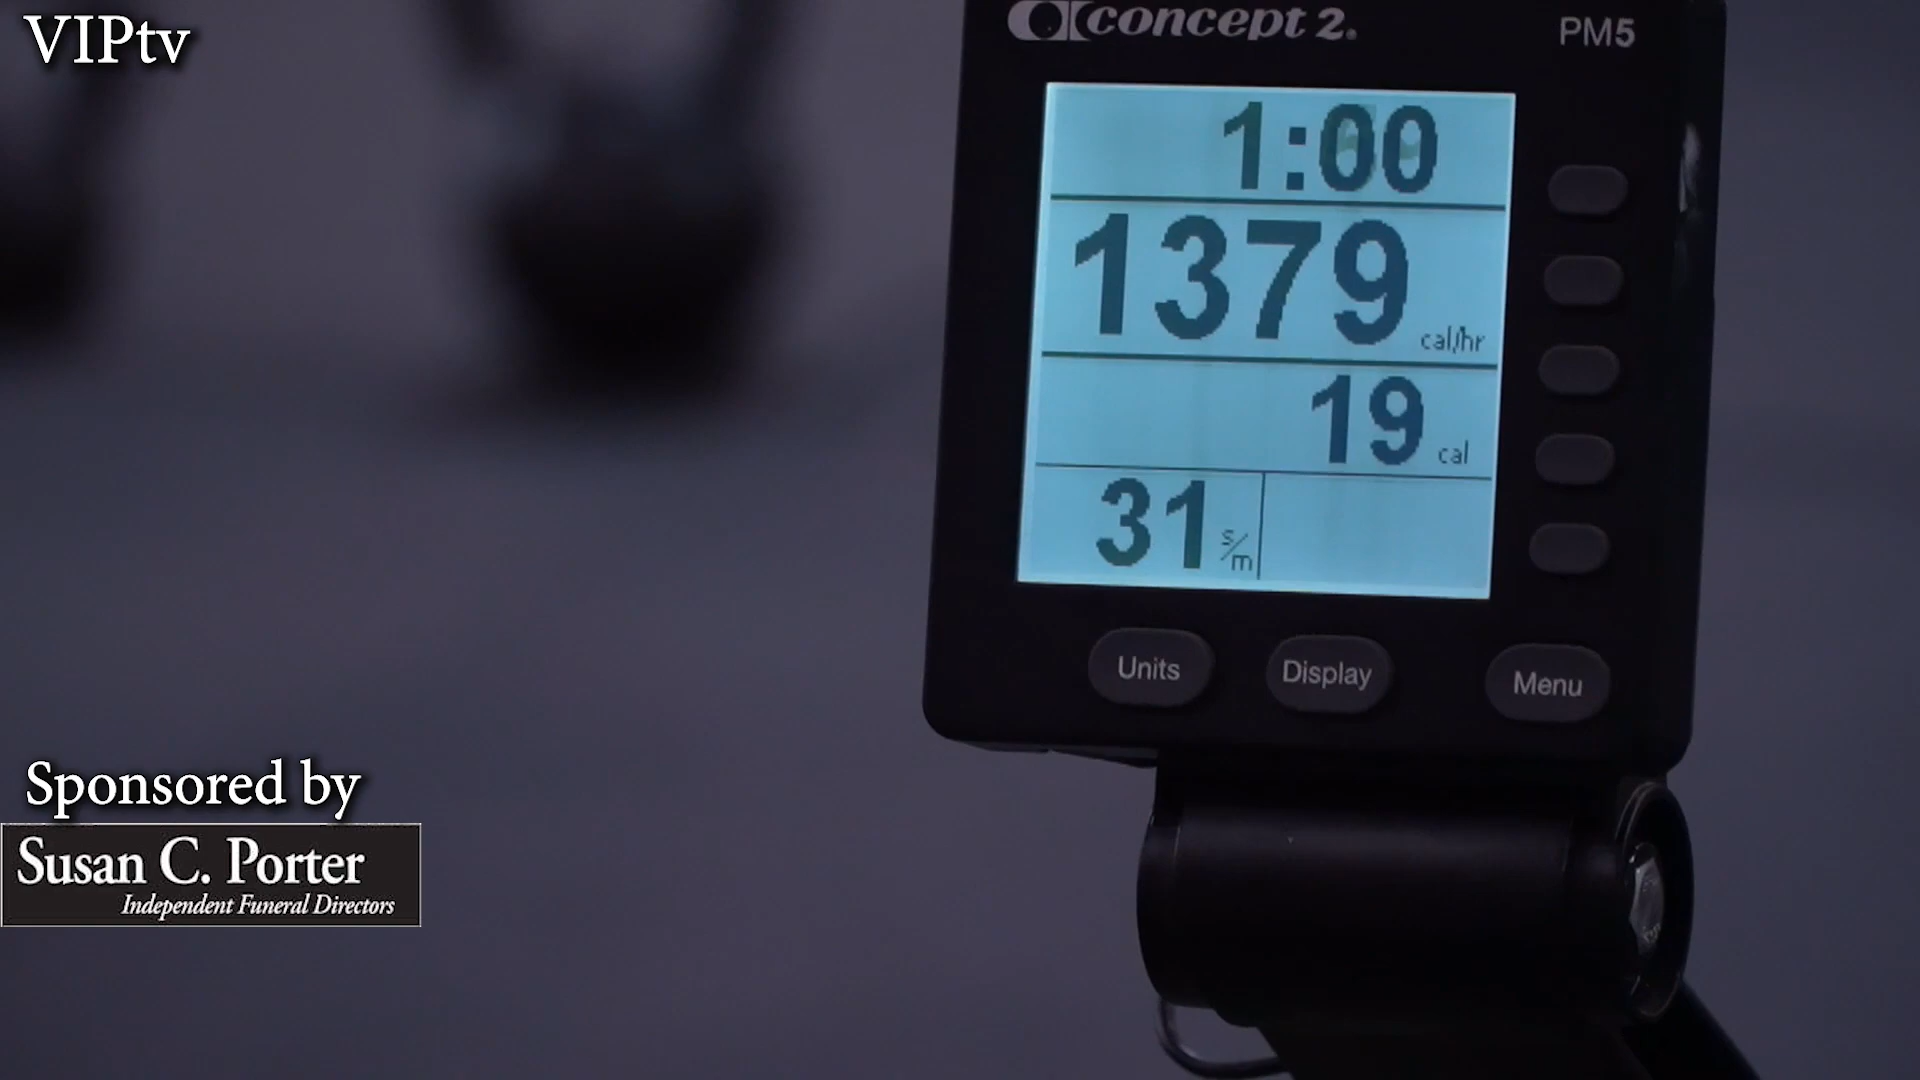 VIPtv
concept 2.
PM5
1:00
1379 cal/hr
19 cal
31 s/m
Units
Display
Menu
Sponsored by
Susan C. Porter
Independent Funeral Directors